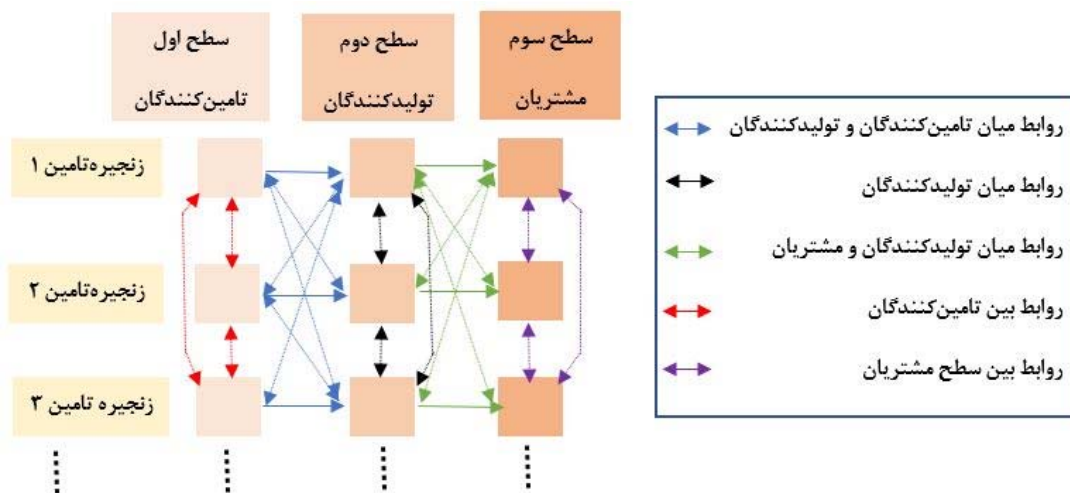 سطح اول
تامین‌کنندگان
سطح دوم
تولیدکنندگان
سطح سوم
مشتریان
زنجیره‌تامین ۱
زنجیره‌تامین ۲
زنجیره تامین ۳
روابط میان تامین‌کنندگان و تولیدکنندگان
روابط میان تولیدکنندگان
روابط میان تولیدکنندگان و مشتریان
روابط بین تامین‌کنندگان
روابط بین سطح مشتریان